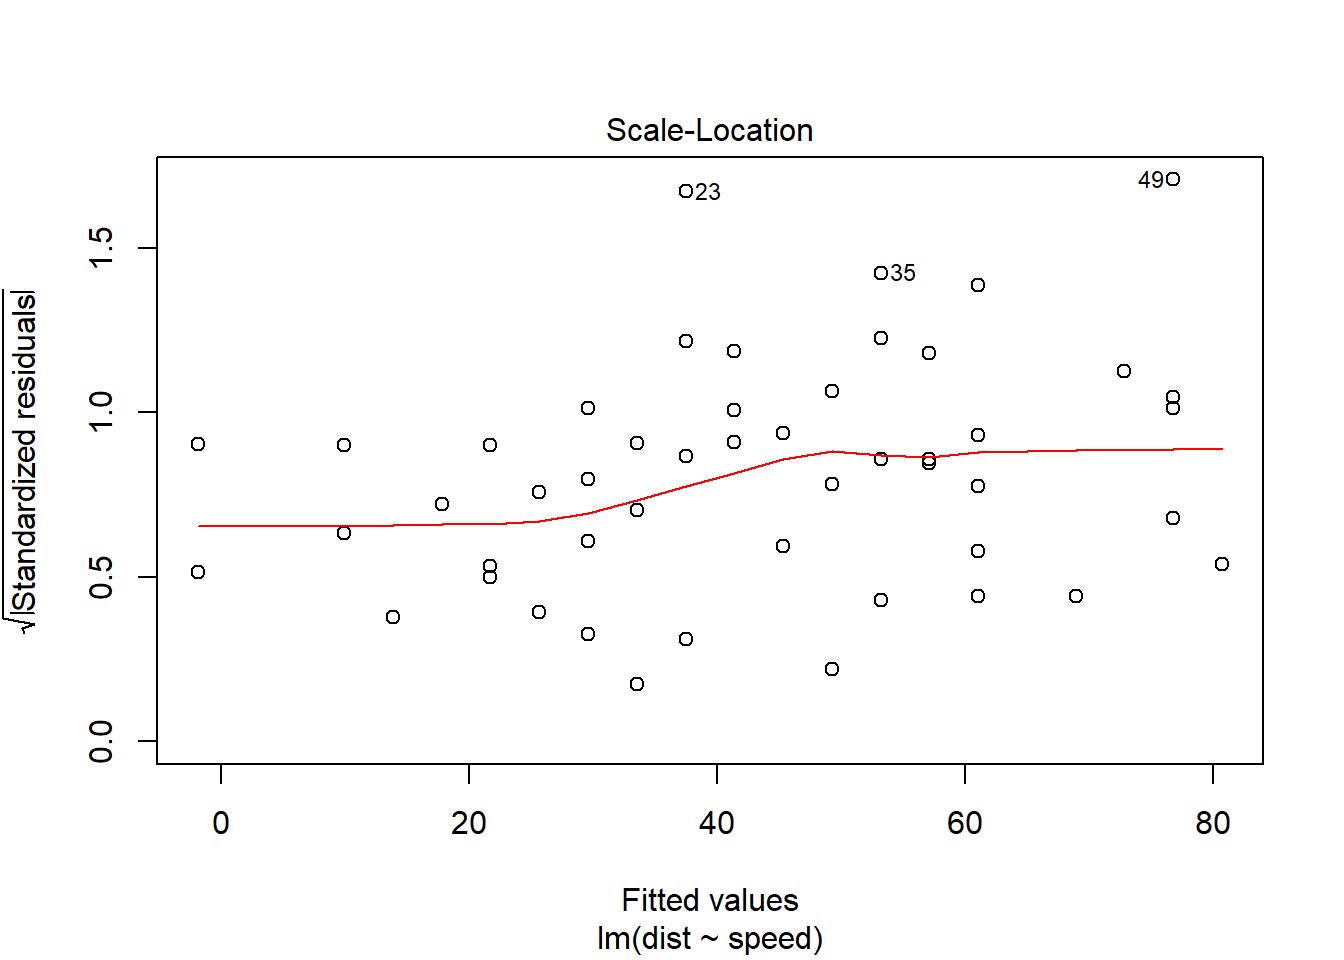 Scale-Location
23
49
35
√|Standardized residuals|
1.5
1.0
0.5
0.0
0 20 40 60 80
Fitted values
lm(dist ~ speed)